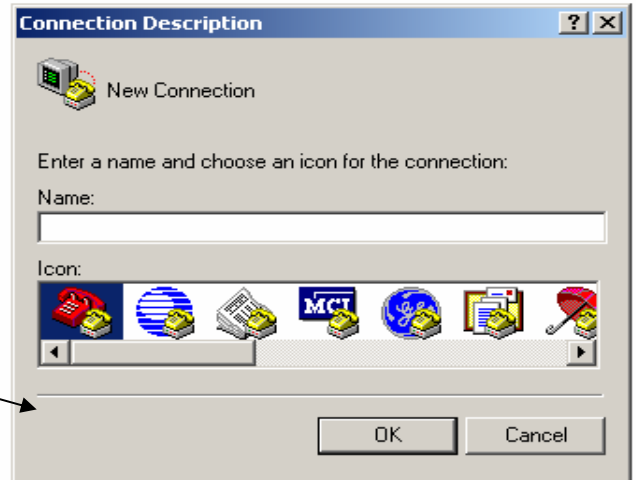 Connection Description
New Connection
Enter a name and choose an icon for the connection:
Name:
Icon:
MCI
OK Cancel